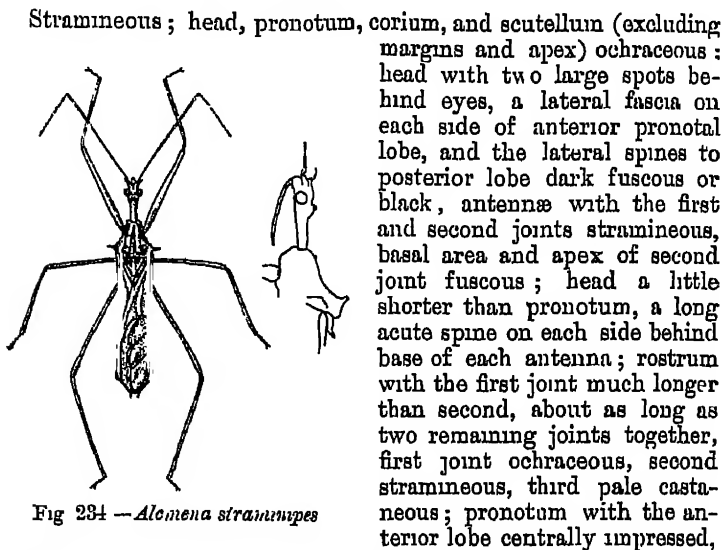 Stramineous; head, pronotum, corium, and scutellum (excluding
margins and apex) ochraceous:
head with two large spots be-
hind eyes, a lateral fascia on
each side of anterior pronotal
lobe, and the lateral spines to
posterior lobe dark fuscous or
black, antennæ with the first
and second joints stramineous,
basal area and apex of second
joint fuscous; head a little
shorter than pronotum, a long
acute spine on each side behind
base of each antenna; rostrum
with the first joint much longer
than second, about as long as
two remaining joints together,
first joint ochraceous, second
stramineous, third pale casta-
neous; pronotum with the an-
terior lobe centrally impressed,
Fig 234 —Alcmena straminipes